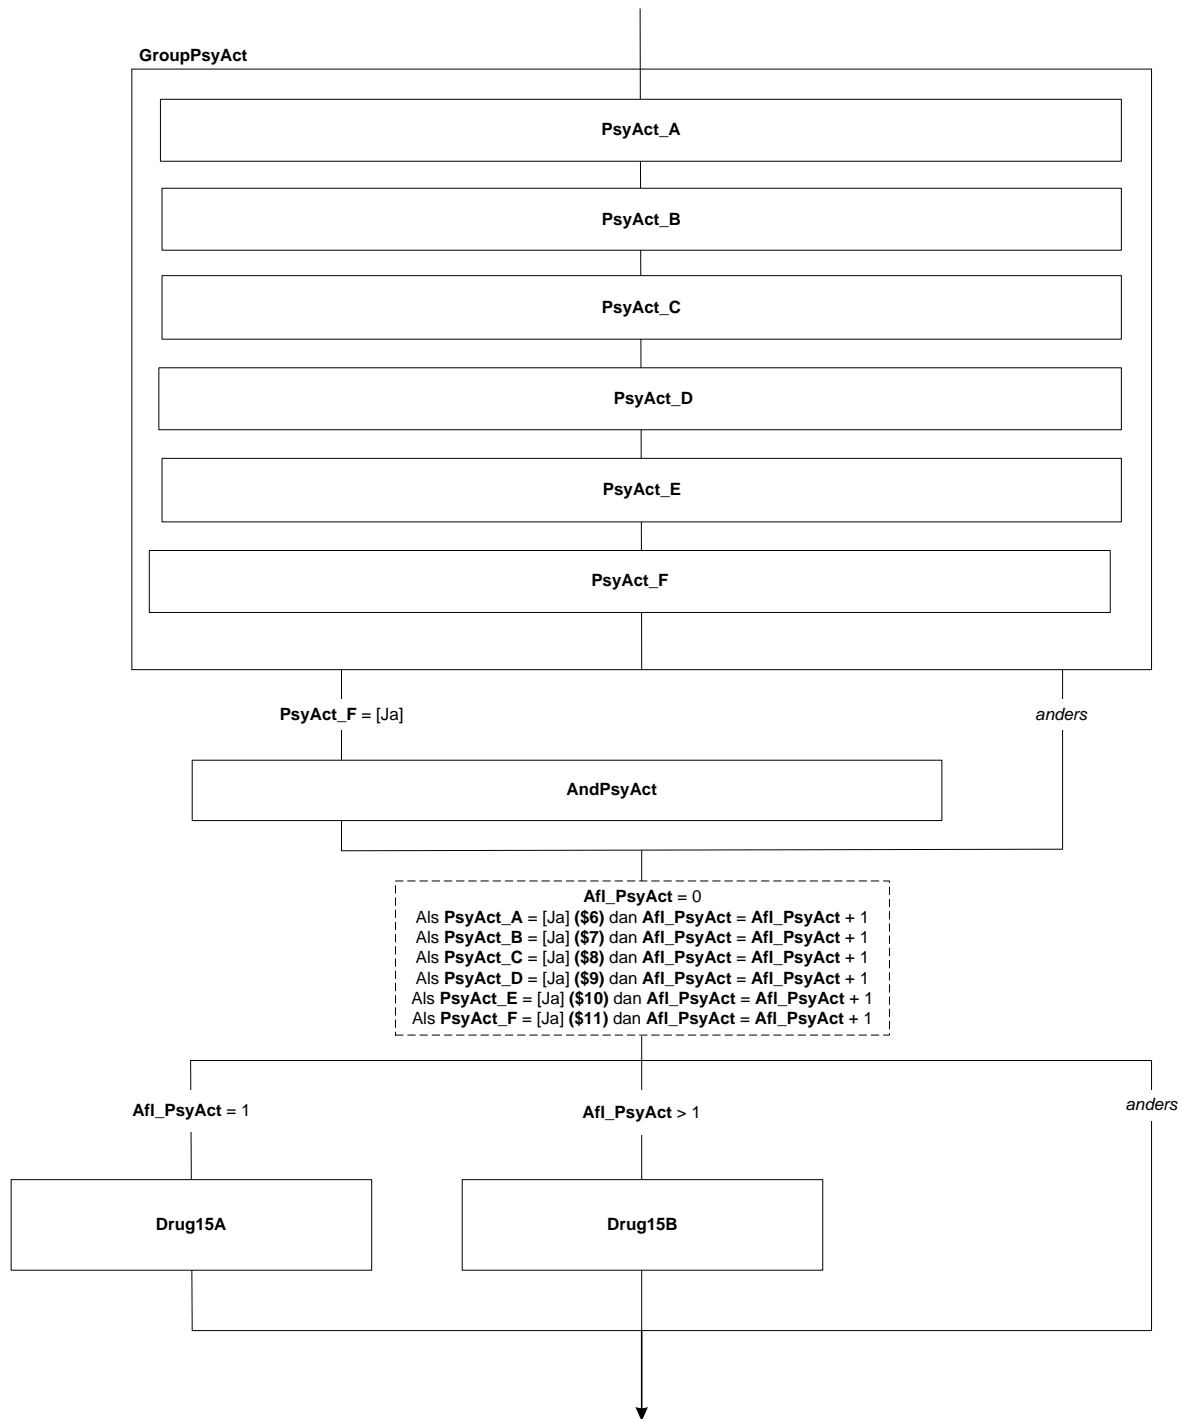 GroupPsyAct
PsyAct_A
PsyAct_B
PsyAct_C
PsyAct_D
PsyAct_E
PsyAct_F
PsyAct_F = [Ja]
anders
AndPsyAct
Afl_PsyAct = 0
Als PsyAct_A = [Ja] ($6) dan Afl_PsyAct = Afl_PsyAct + 1
Als PsyAct_B = [Ja] ($7) dan Afl_PsyAct = Afl_PsyAct + 1
Als PsyAct_C = [Ja] ($8) dan Afl_PsyAct = Afl_PsyAct + 1
Als PsyAct_D = [Ja] ($9) dan Afl_PsyAct = Afl_PsyAct + 1
Als PsyAct_E = [Ja] ($10) dan Afl_PsyAct = Afl_PsyAct + 1
Als PsyAct_F = [Ja] ($11) dan Afl_PsyAct = Afl_PsyAct + 1
Afl_PsyAct = 1
Afl_PsyAct > 1
anders
Drug15A
Drug15B